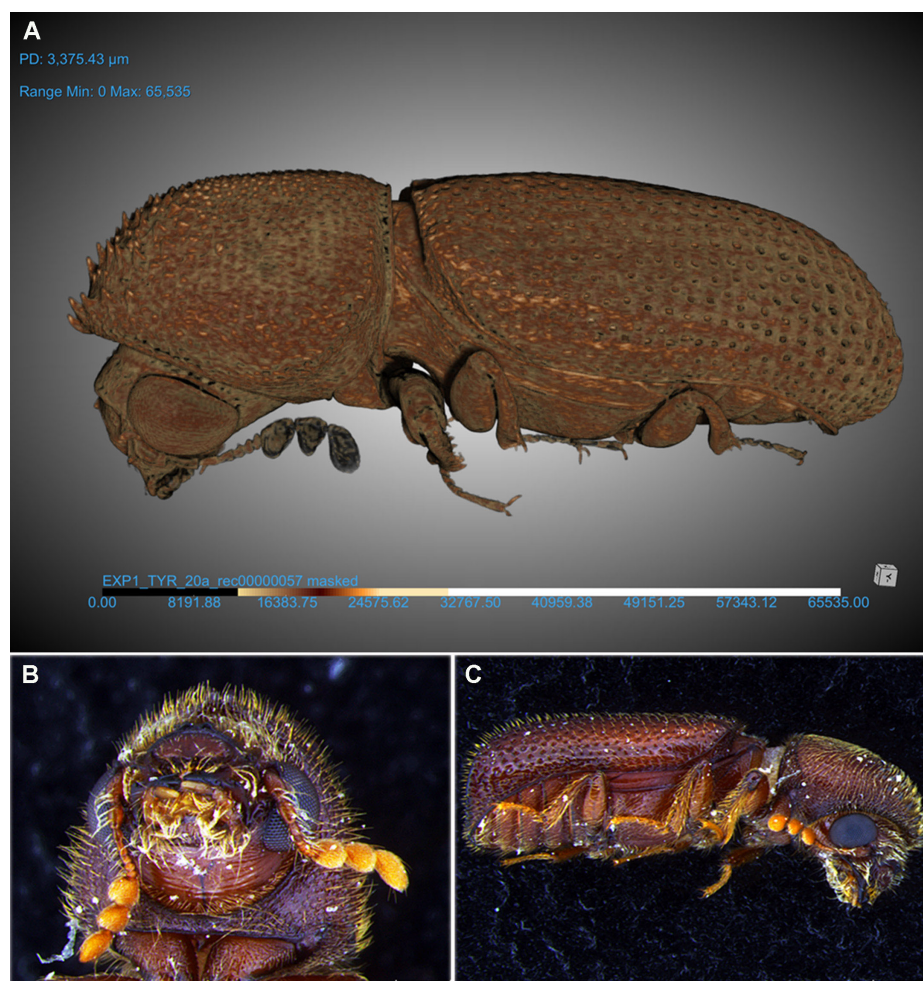 A
PD: 3,375.43 µm
Range Min: 0 Max: 65,535
EXP1_TYR_20a_rec00000057 masked
0.00 8191.88 16383.75 24575.62 32767.50 40959.38 49151.25 57343.12 65535.00
B
C